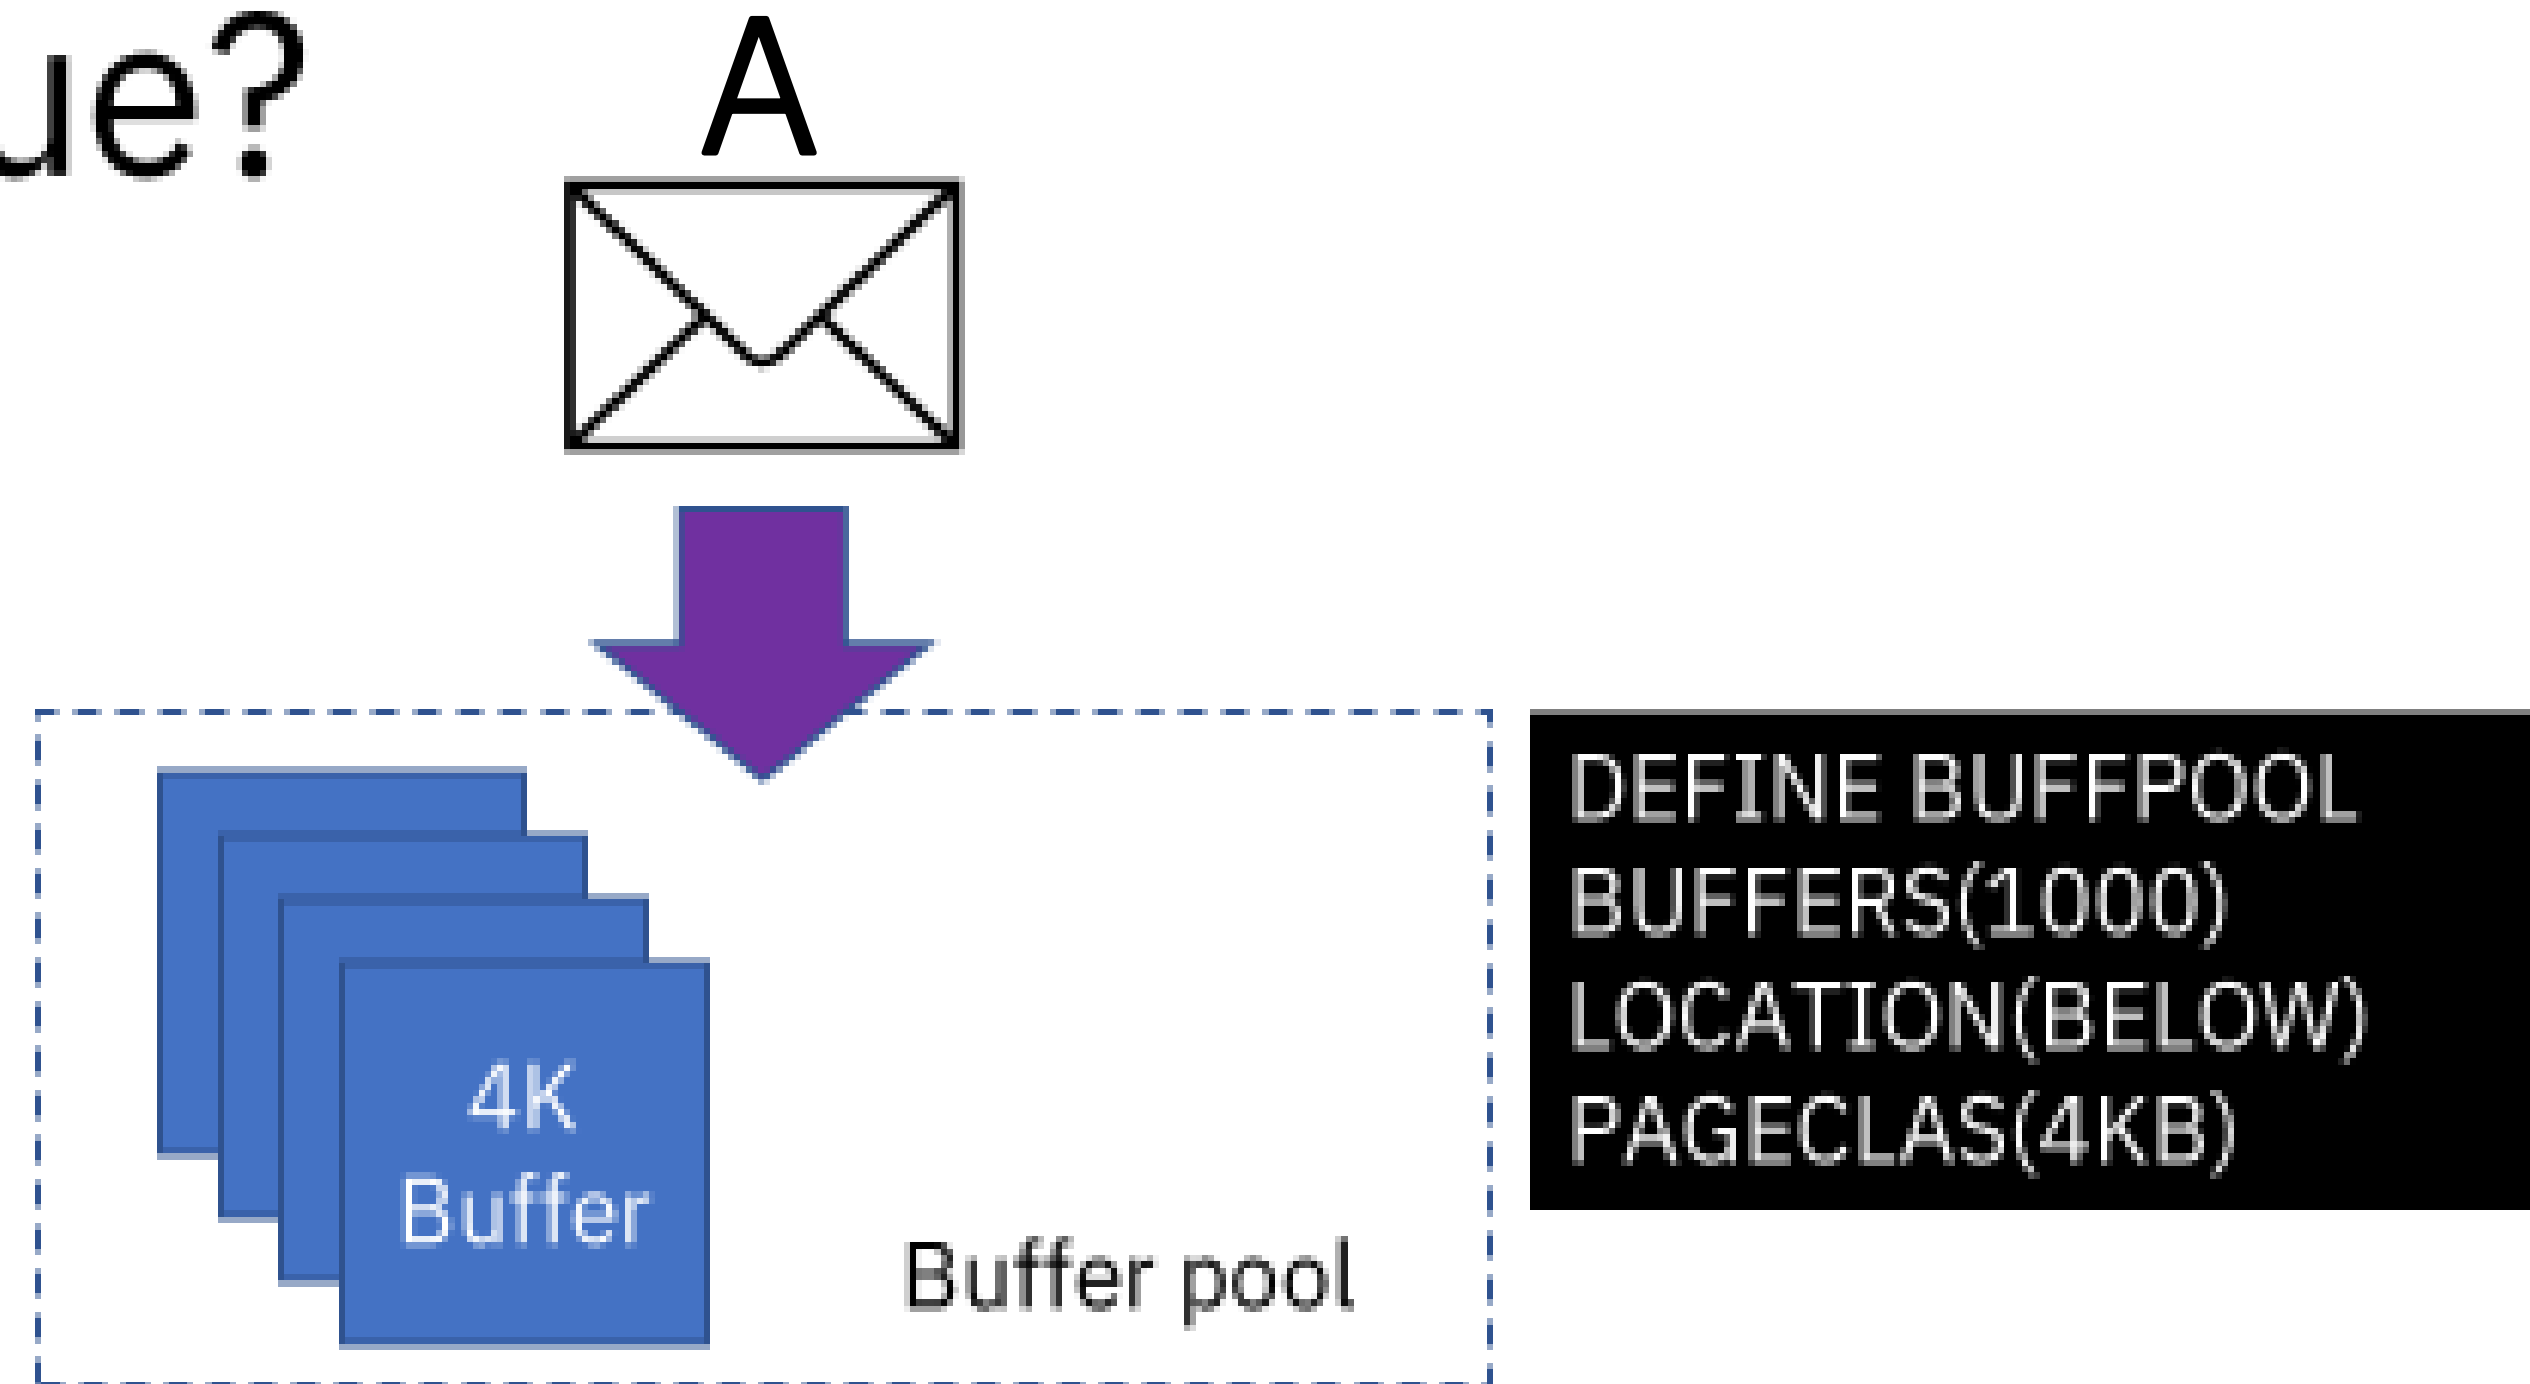 ue?
A
4K
Buffer
Buffer pool
DEFINE BUFFPOOL
BUFFERS(1000)
LOCATION(BELOW)
PAGECLAS(4KB)